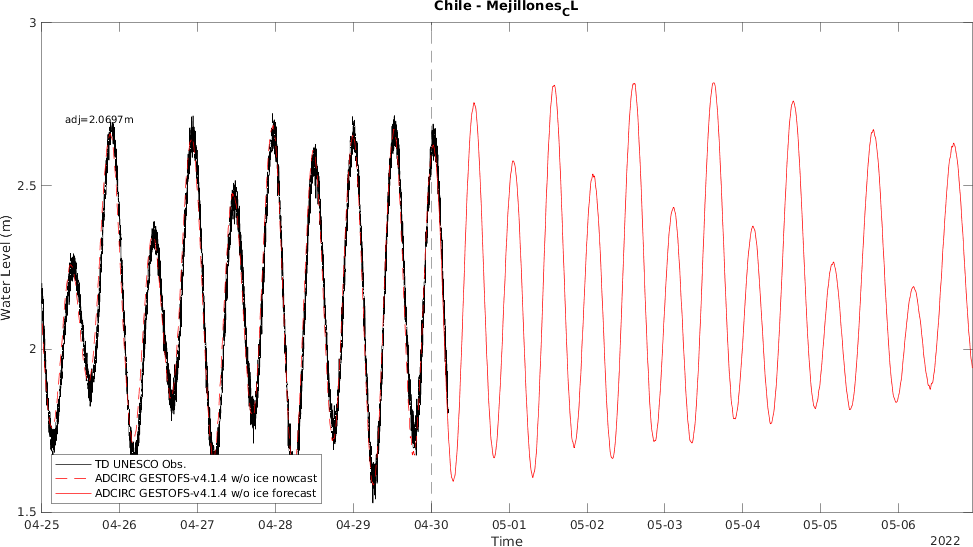 Chile - Mejillones_CL
3
adj=2.0697m
2.5
Water Level (m)
2
TD UNESCO Obs.
ADCIRC GESTOFS-v4.1.4 w/o ice nowcast
ADCIRC GESTOFS-v4.1.4 w/o ice forecast
1.5
04-25 04-26 04-27 04-28 04-29 04-30 05-01 05-02 05-03 05-04 05-05 05-06
Time
2022